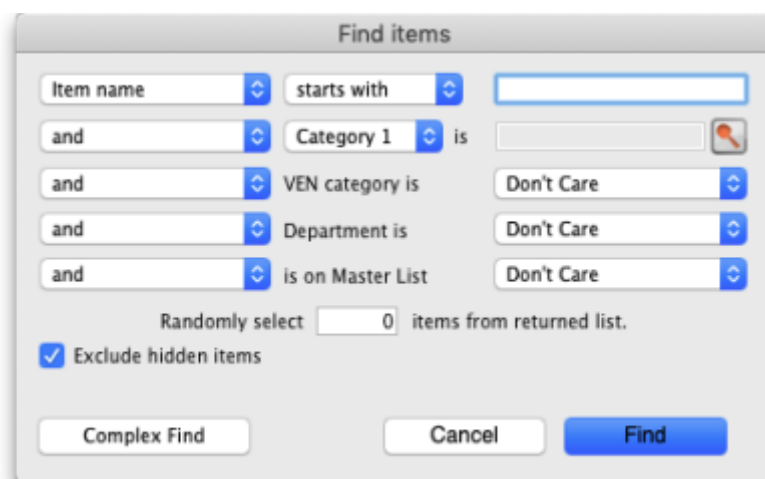 Find items
Item name starts with
and Category 1 is
and VEN category is Don't Care
and Department is Don't Care
and is on Master List Don't Care
Randomly select 0 items from returned list.
Exclude hidden items
Complex Find Cancel Find